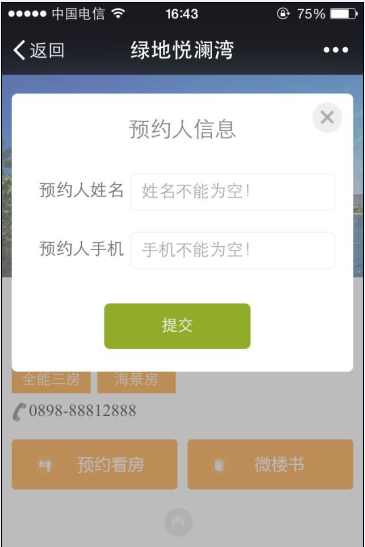 中国电信 16:43 75%
返回 绿地悦澜湾
预约人信息
预约人姓名 姓名不能为空!
预约人手机 手机不能为空!
提交
全能三房 海景房
0898-88812888
预约看房 微楼书